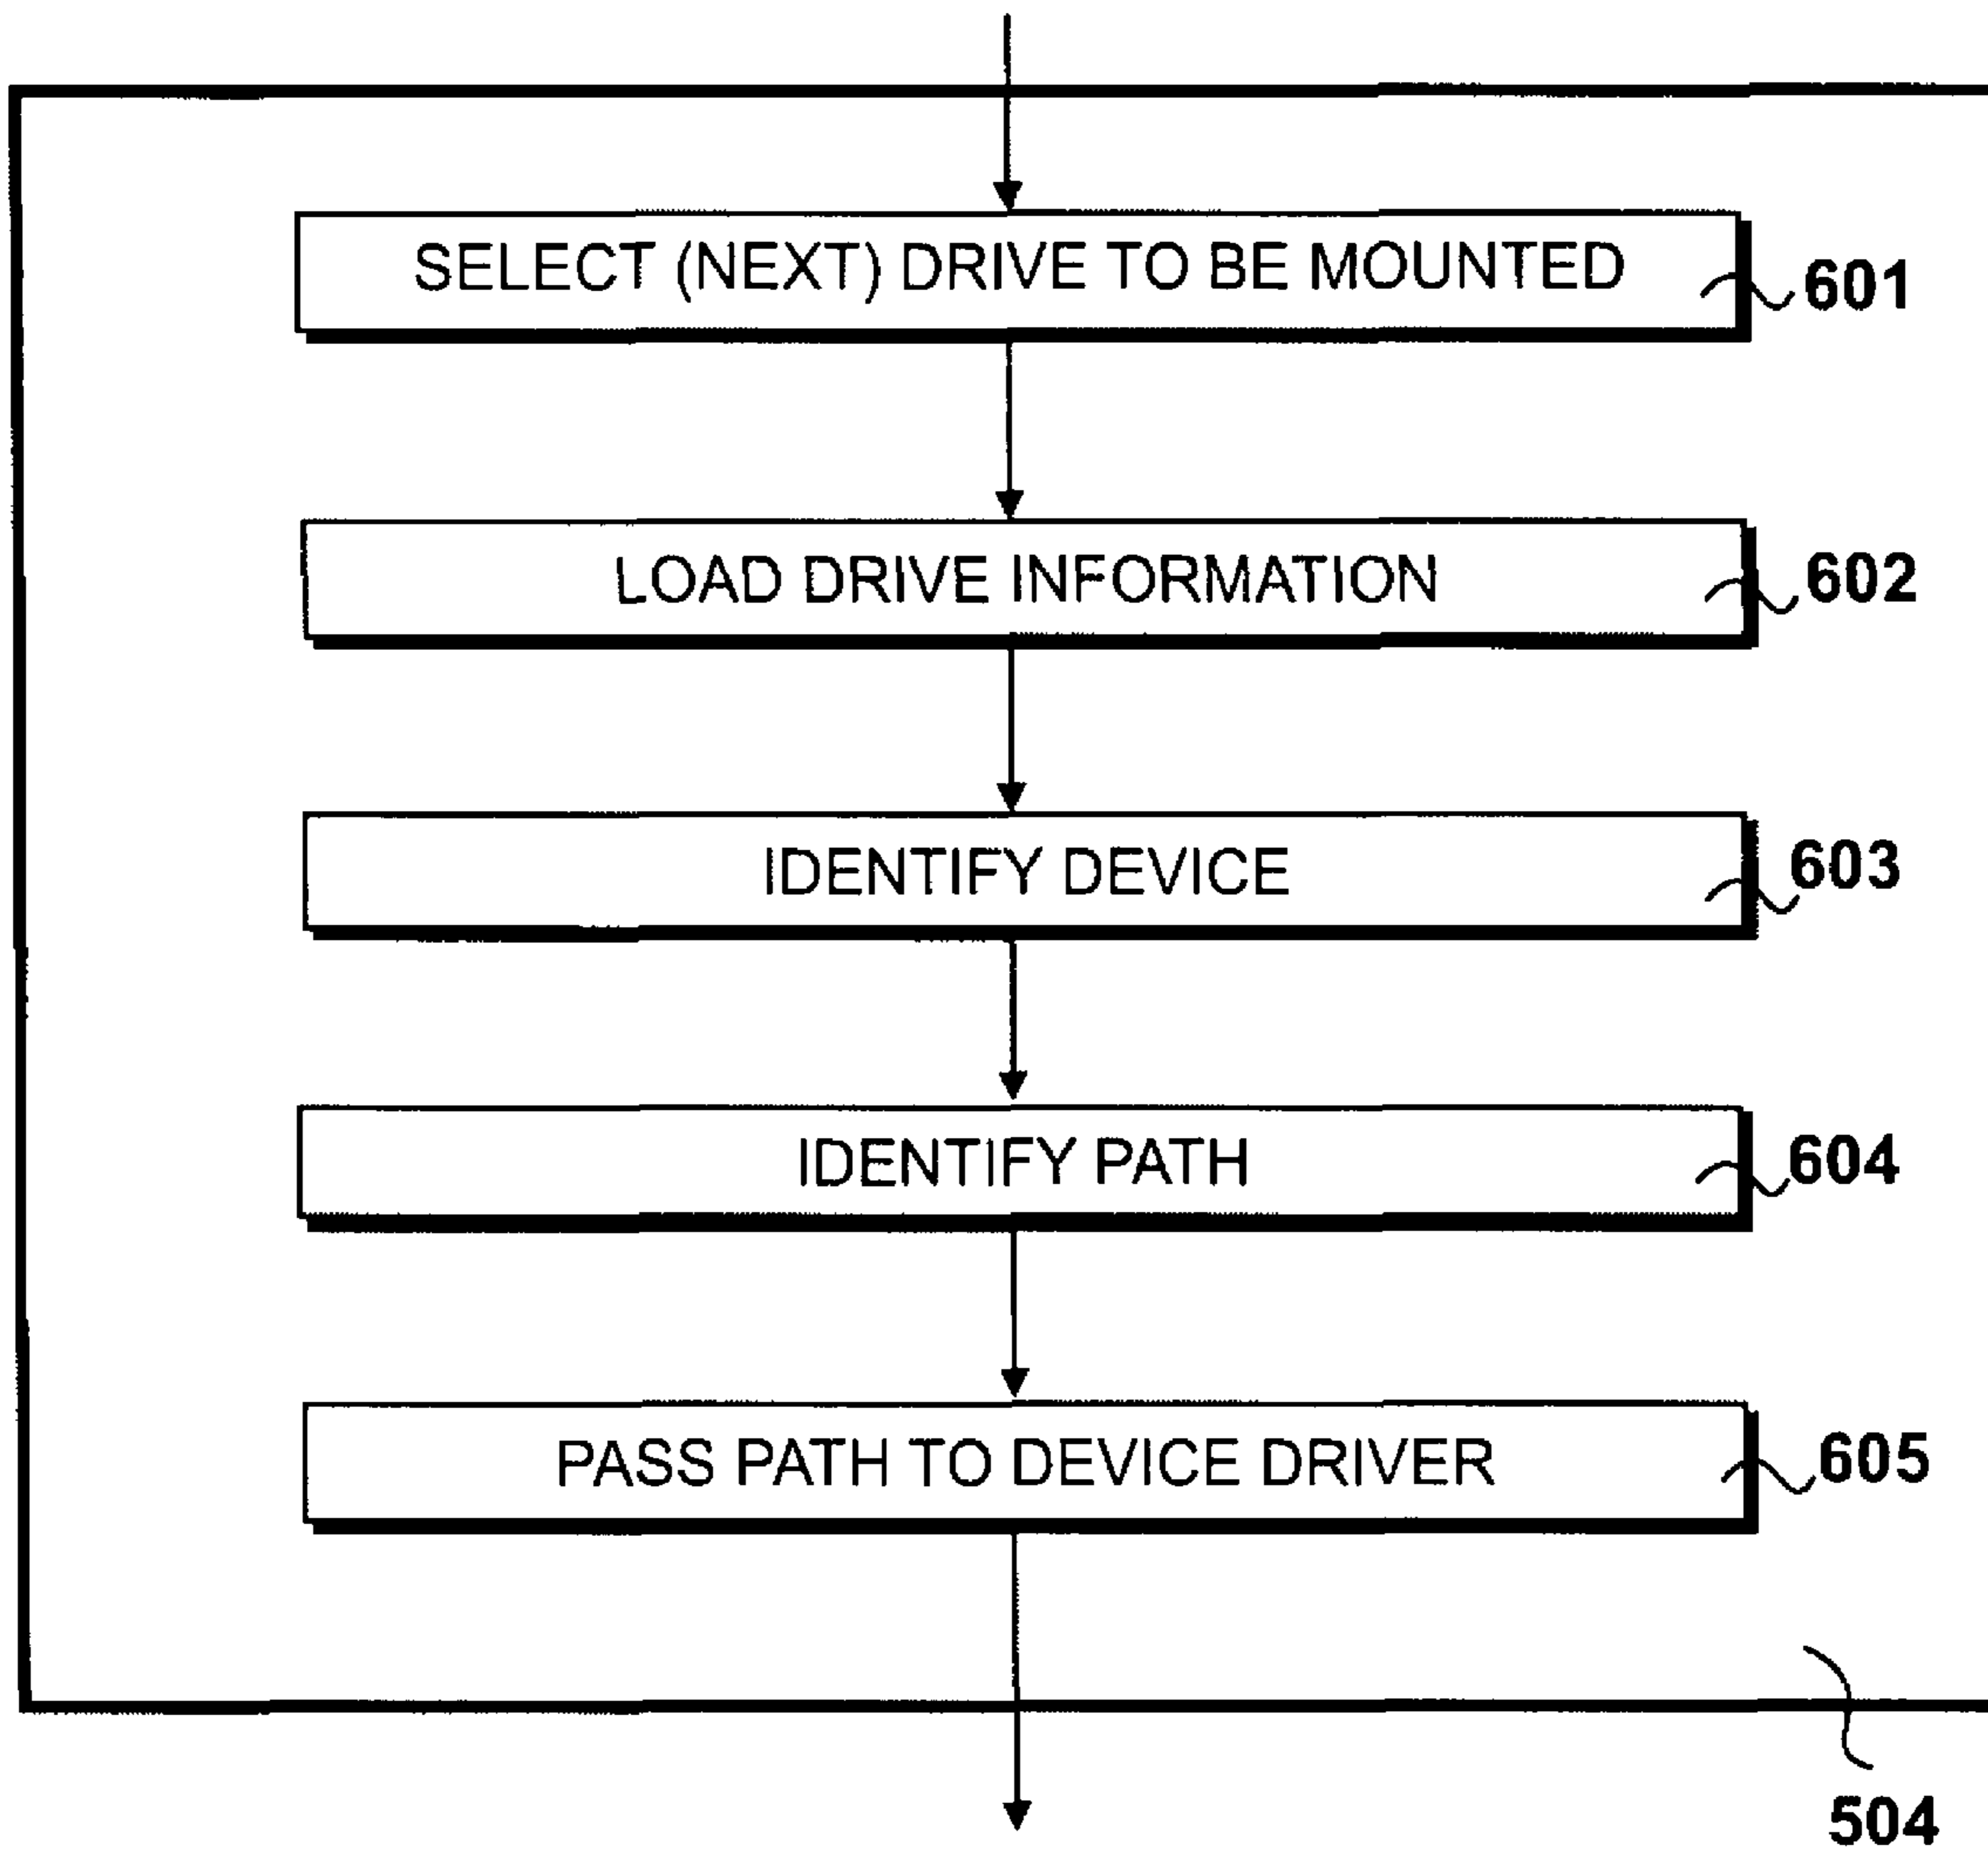 SELECT (NEXT) DRIVE TO BE MOUNTED
601
LOAD DRIVE INFORMATION
602
IDENTIFY DEVICE
603
IDENTIFY PATH
604
PASS PATH TO DEVICE DRIVER
605
504